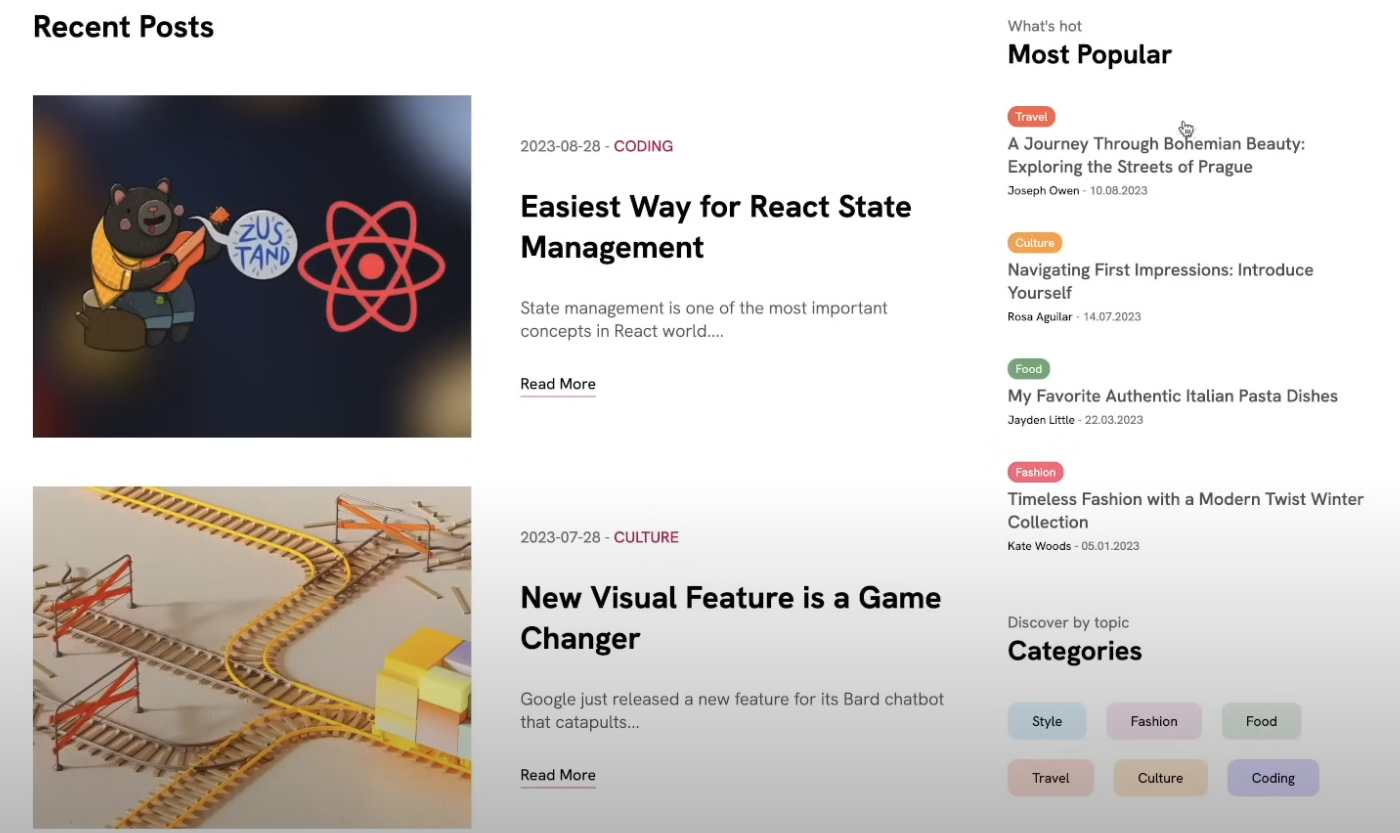 Recent Posts
ZUS
TAND
2023-08-28 - CODING
Easiest Way for React State
Management
State management is one of the most important
concepts in React world....
Read More
2023-07-28 - CULTURE
New Visual Feature is a Game
Changer
Google just released a new feature for its Bard chatbot
that catapults...
Read More
What's hot
Most Popular
Travel
A Journey Through Bohemian Beauty:
Exploring the Streets of Prague
Joseph Owen - 10.08.2023
Culture
Navigating First Impressions: Introduce
Yourself
Rosa Aguilar - 14.07.2023
Food
My Favorite Authentic Italian Pasta Dishes
Jayden Little - 22.03.2023
Fashion
Timeless Fashion with a Modern Twist Winter
Collection
Kate Woods - 05.01.2023
Discover by topic
Categories
Style Fashion Food
Travel Culture Coding